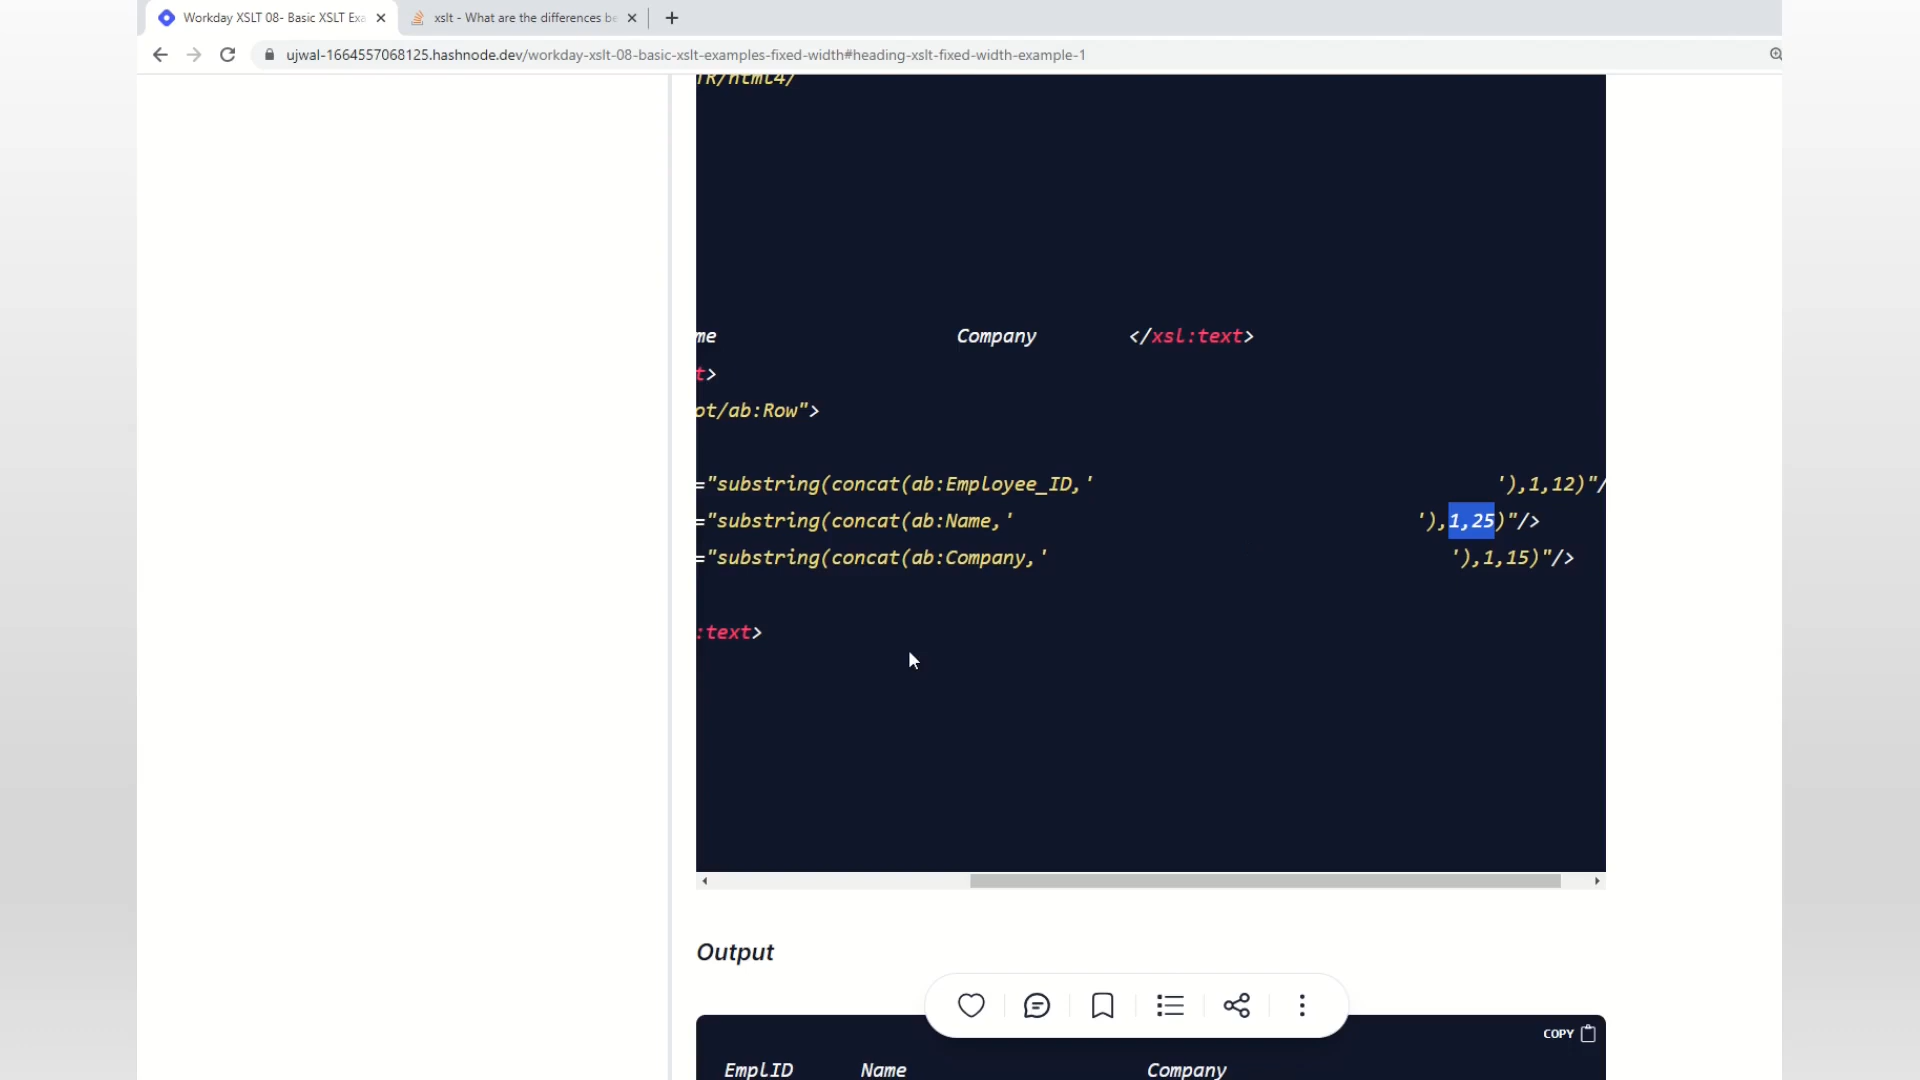 Workday XSLT 08- Basic XSLT Exa
xslt - What are the differences be
ujwal-1664557068125.hashnode.dev/workday-xslt-08-basic-xslt-examples-fixed-width#heading-xslt-fixed-width-example-1
TR/html4/
me Company </xsl:text>
t>
ot/ab:Row">
="substring(concat(ab:Employee_ID,' '),1,12)"/
="substring(concat(ab:Name,' '),1,25)"/>
="substring(concat(ab:Company,' '),1,15)"/>
:text>
Output
COPY
EmplID Name Company